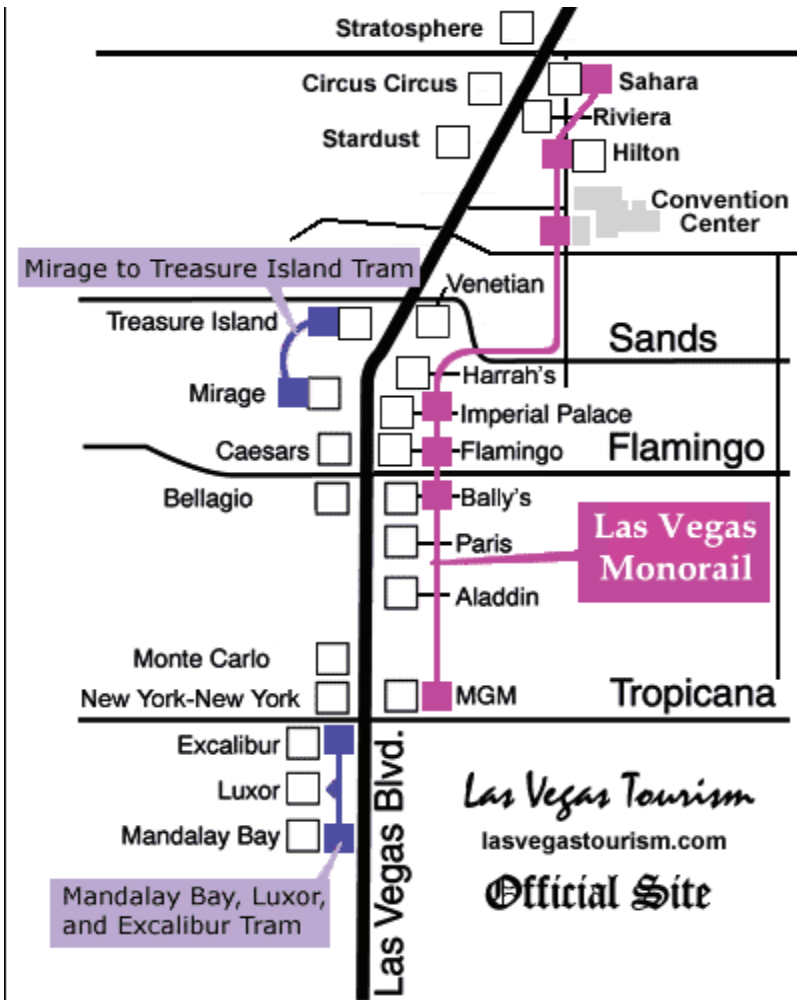 Stratosphere
Circus Circus
Sahara
Riviera
Stardust
Hilton
Convention
Center
Mirage to Treasure Island Tram
Venetian
Treasure Island
Sands
Harrah's
Mirage
Imperial Palace
Caesars
Flamingo
Flamingo
Bellagio
Bally's
Las Vegas
Monorail
Paris
Aladdin
Monte Carlo
New York-New York
MGM
Tropicana
Excalibur
Luxor
Mandalay Bay
Las Vegas Blvd.
Las Vegas Tourism
lasvegastourism.com
Official Site
Mandalay Bay, Luxor,
and Excalibur Tram